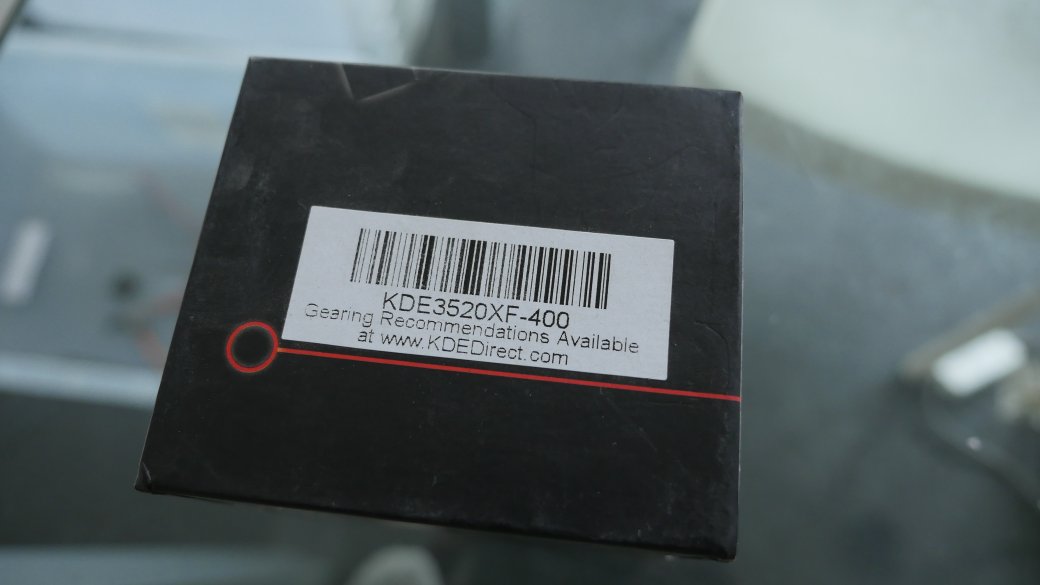 KDE3520XF-400
Gearing Recommendations Available
at www.KDEDirect.com